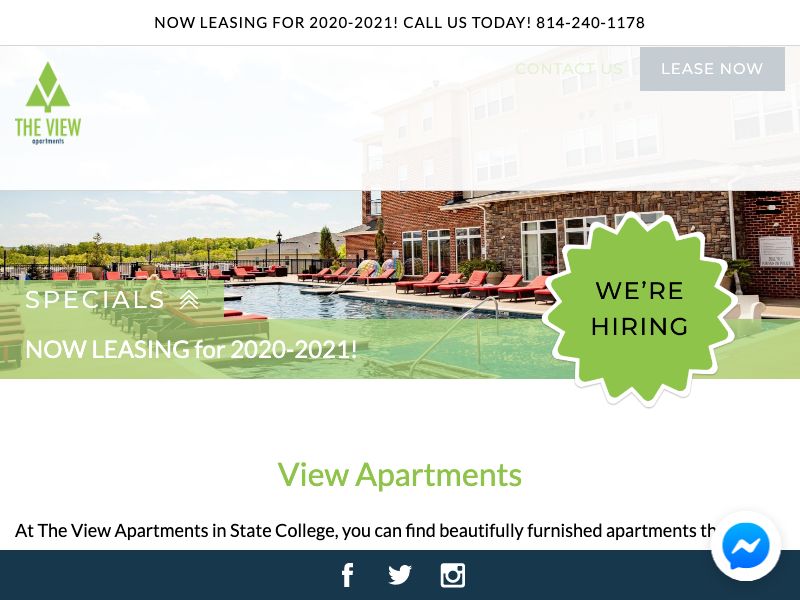 NOW LEASING FOR 2020-2021! CALL US TODAY! 814-240-1178
CONTACT US
LEASE NOW
THE VIEW
apartments
SPECIALS
NOW LEASING for 2020-2021!
WE'RE
HIRING
View Apartments
At The View Apartments in State College, you can find beautifully furnished apartments